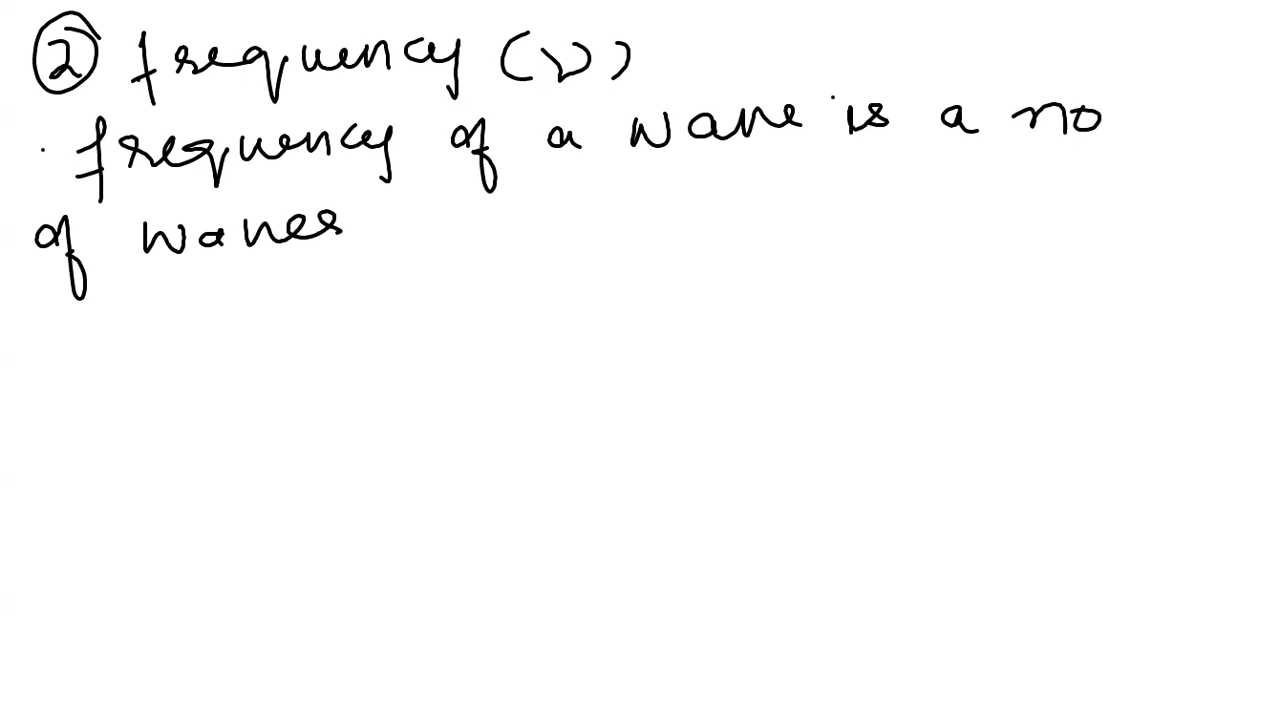 ② frequency (ν)
frequency of a wave is a no
of waves